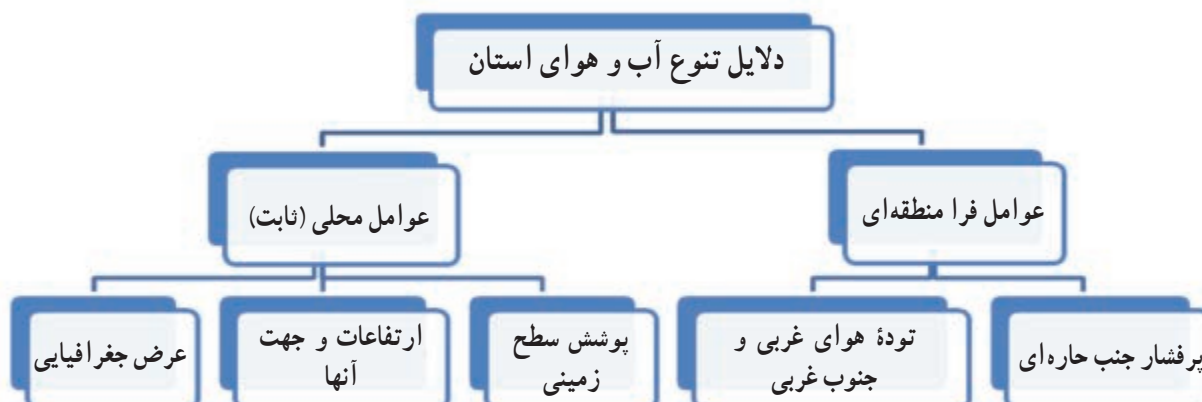 دلایل تنوع آب و هوای استان
عوامل فرا منطقه‌ای
عوامل محلی (ثابت)
پرفشار جنب حاره‌ای
تودهٔ هوای غربی و
جنوب غربی
پوشش سطح
زمینی
ارتفاعات و جهت
آنها
عرض جغرافیایی